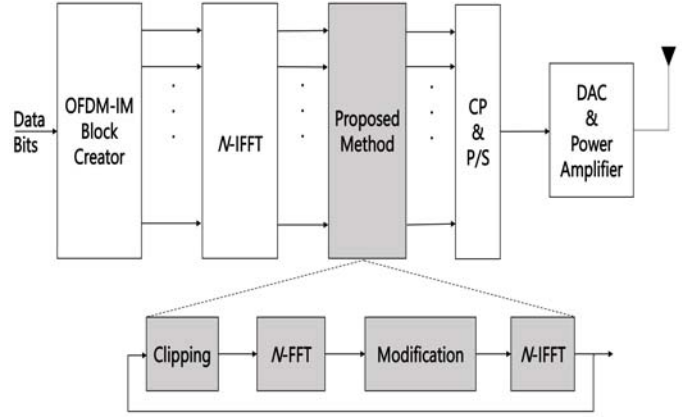 Data
Bits
OFDM-IM
Block
Creator
N-IFFT
Proposed
Method
CP
&
P/S
DAC
&
Power
Amplifier
Clipping
N-FFT
Modification
N-IFFT